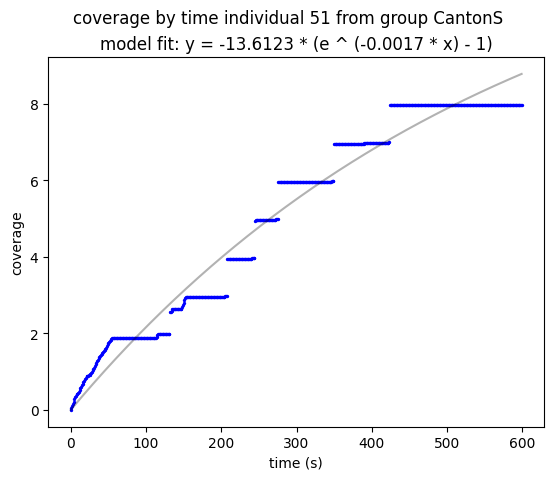 coverage by time individual 51 from group CantonS
model fit: y = -13.6123 * (e ^ (-0.0017 * x) - 1)
8
6
4
2
0
coverage
0 100 200 300 400 500 600
time (s)